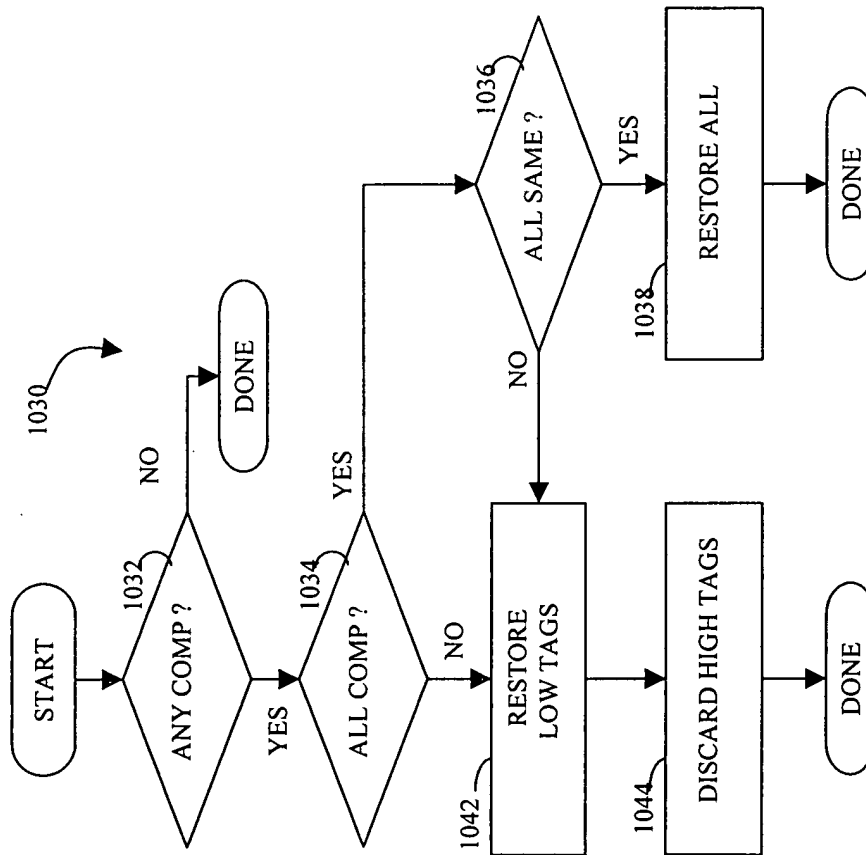 1030
START
1032
ANY COMP ?
NO
DONE
YES
1034
ALL COMP ?
YES
NO
1036
ALL SAME ?
NO
YES
1042
RESTORE
LOW TAGS
1038
RESTORE ALL
1044
DISCARD HIGH TAGS
DONE
DONE